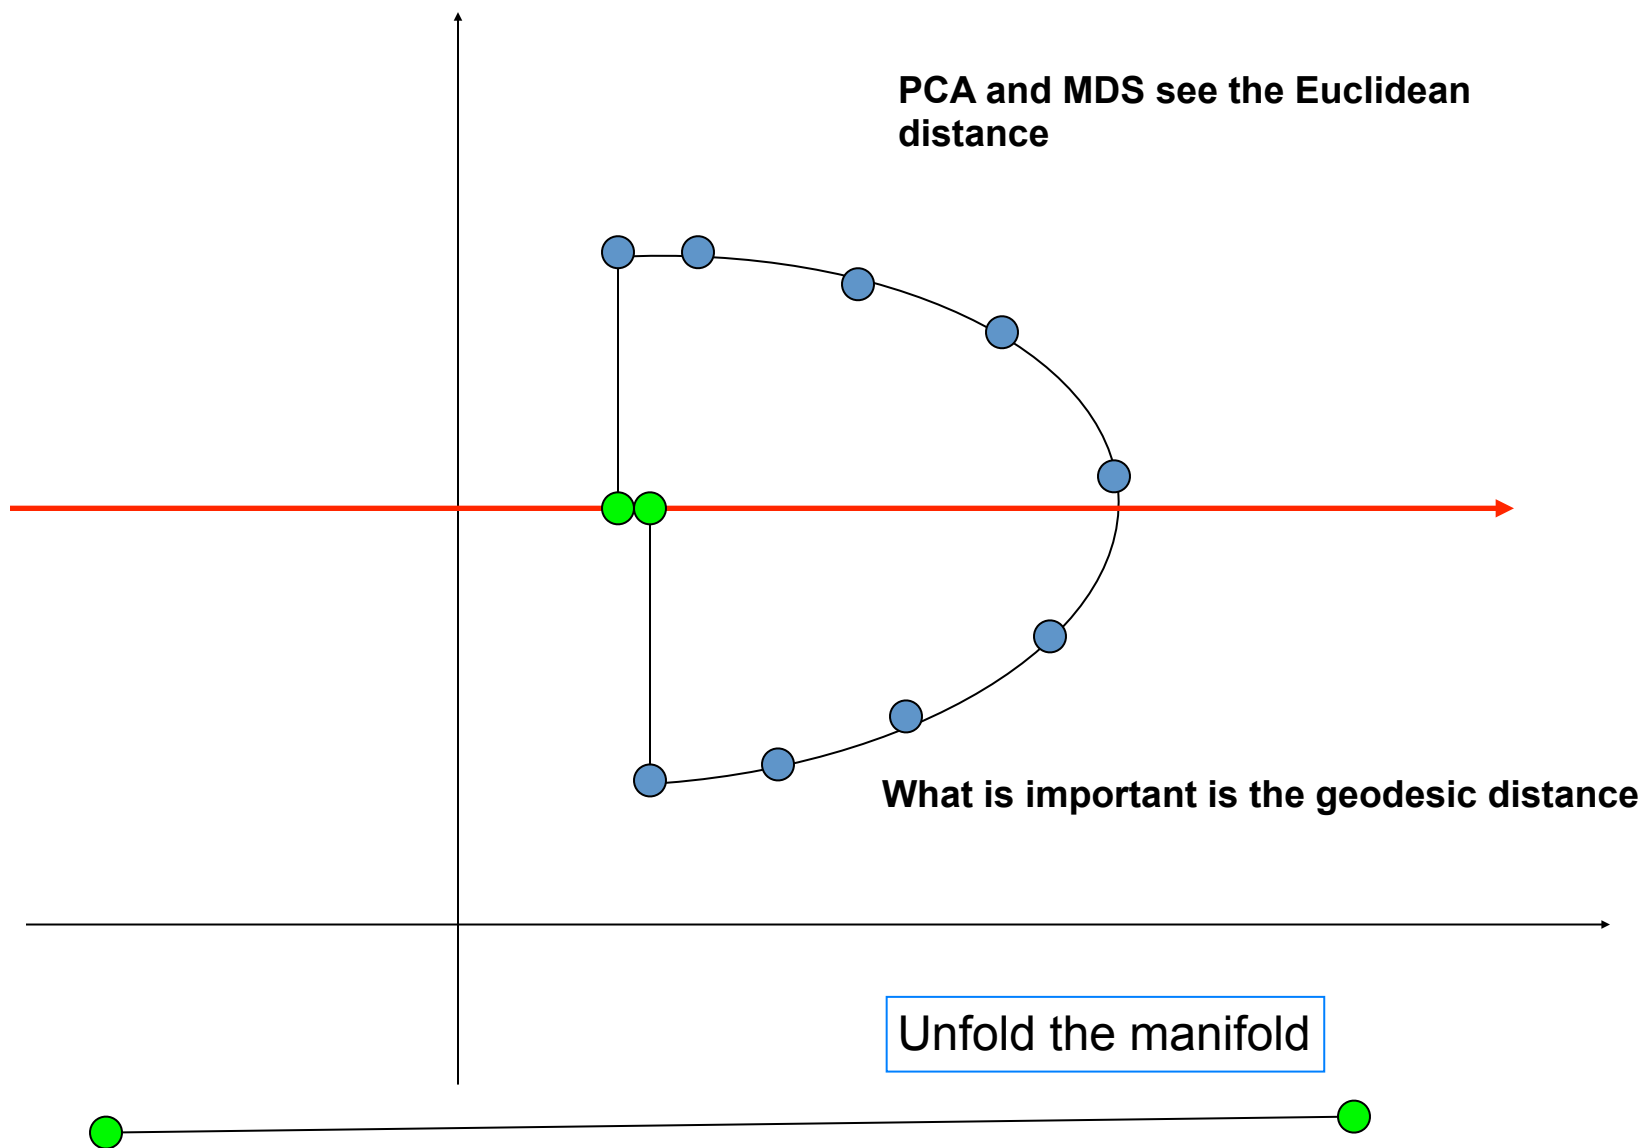 PCA and MDS see the Euclidean
distance
What is important is the geodesic distance
Unfold the manifold